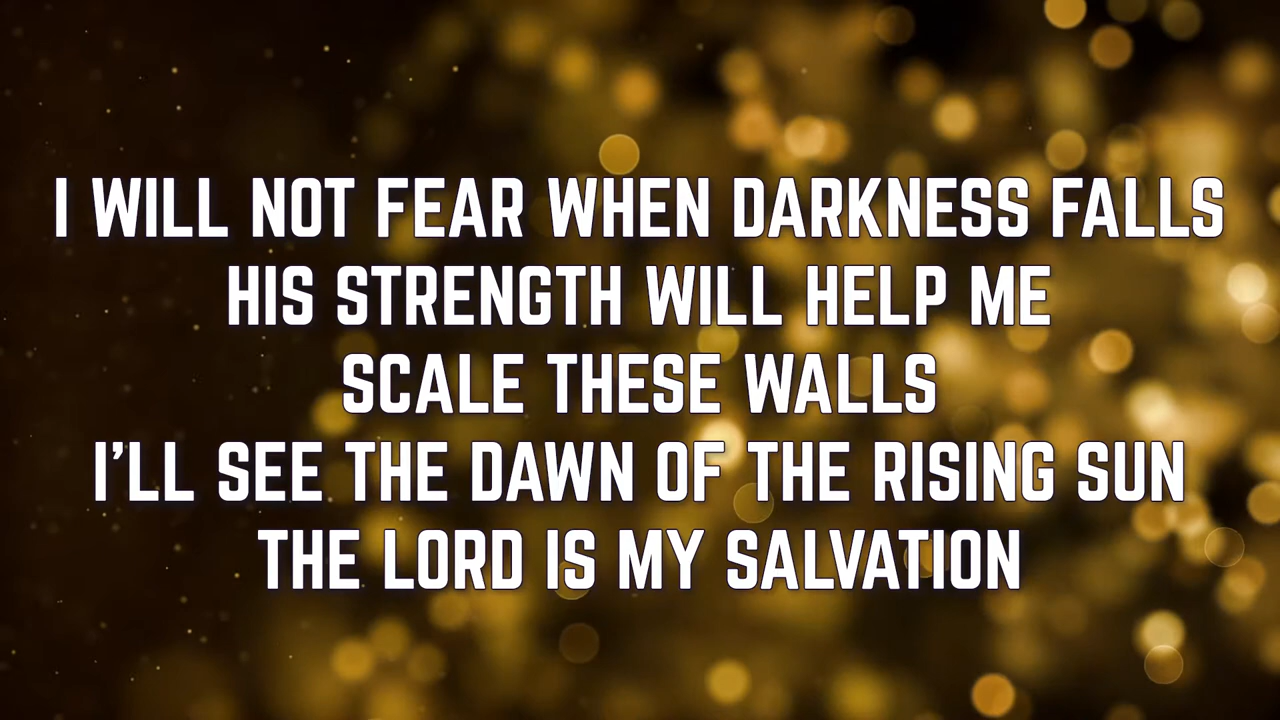 I WILL NOT FEAR WHEN DARKNESS FALLS
HIS STRENGTH WILL HELP ME
SCALE THESE WALLS
I'LL SEE THE DAWN OF THE RISING SUN
THE LORD IS MY SALVATION